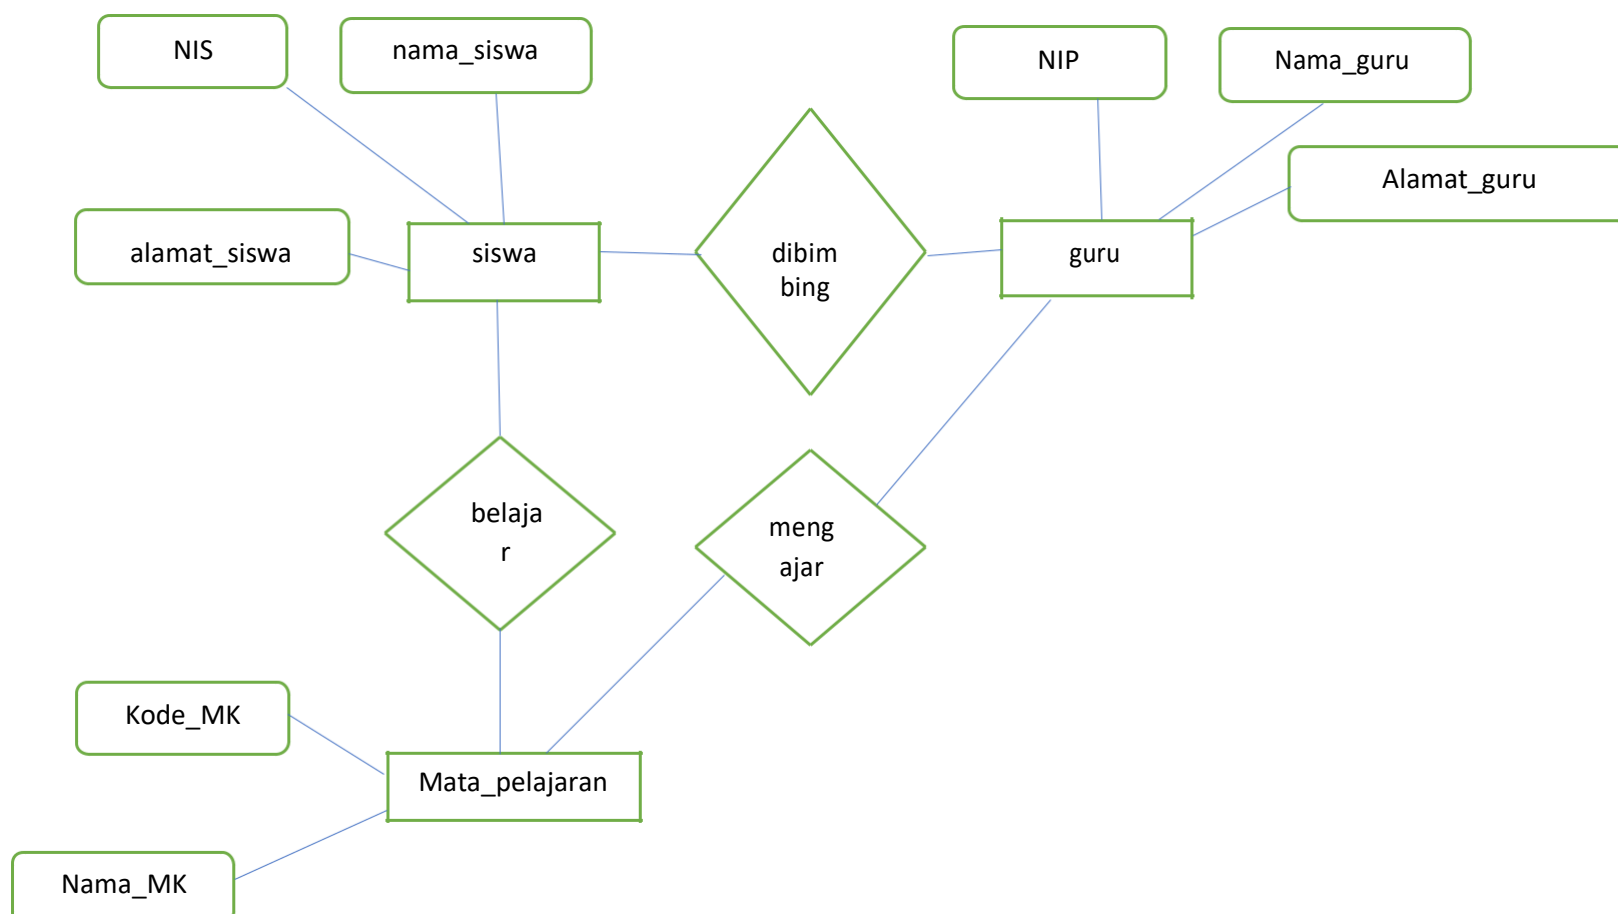 NIS
nama_siswa
NIP
Nama_guru
Alamat_guru
alamat_siswa
siswa
dibim
bing
guru
belaja
r
meng
ajar
Kode_MK
Mata_pelajaran
Nama_MK